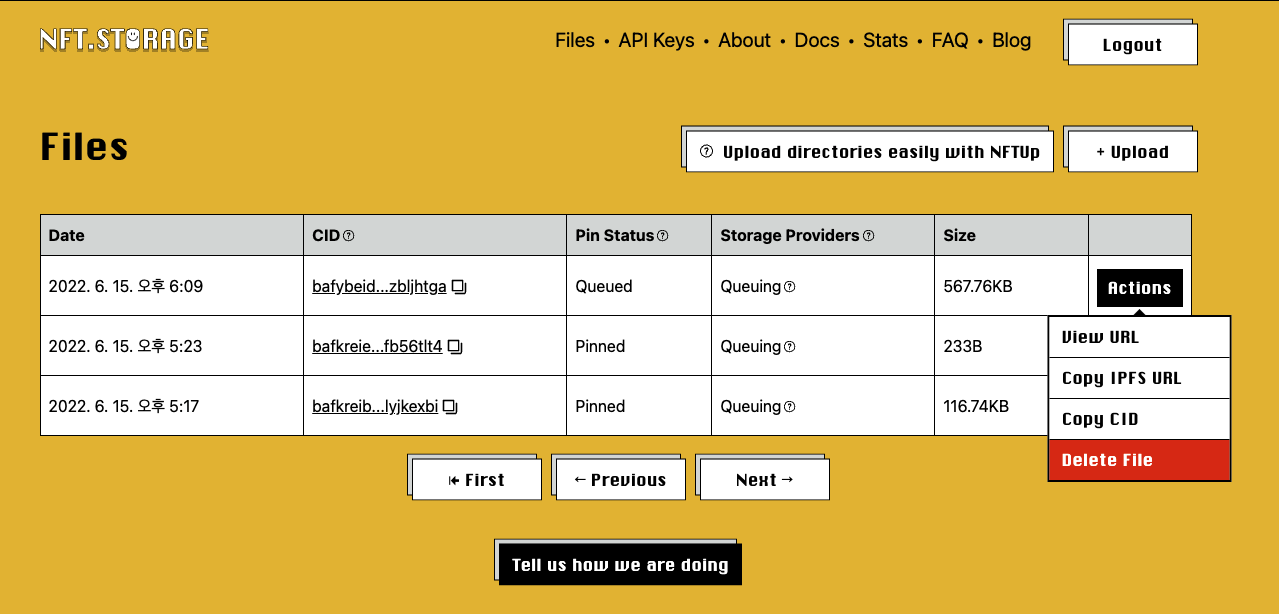 NFT.STORAGE
Files • API Keys • About • Docs • Stats • FAQ • Blog
Logout
Files
Upload directories easily with NFTUp
+ Upload
Date CID Pin Status Storage Providers Size
2022. 6. 15. 오후 6:09 bafybeid...zbljhtga Queued Queuing 567.76KB Actions
2022. 6. 15. 오후 5:23 bafkreie...fb56tlt4 Pinned Queuing 233B
2022. 6. 15. 오후 5:17 bafkreib...lyjkexbi Pinned Queuing 116.74KB
View URL
Copy IPFS URL
Copy CID
Delete File
⇤ First
← Previous
Next →
Tell us how we are doing